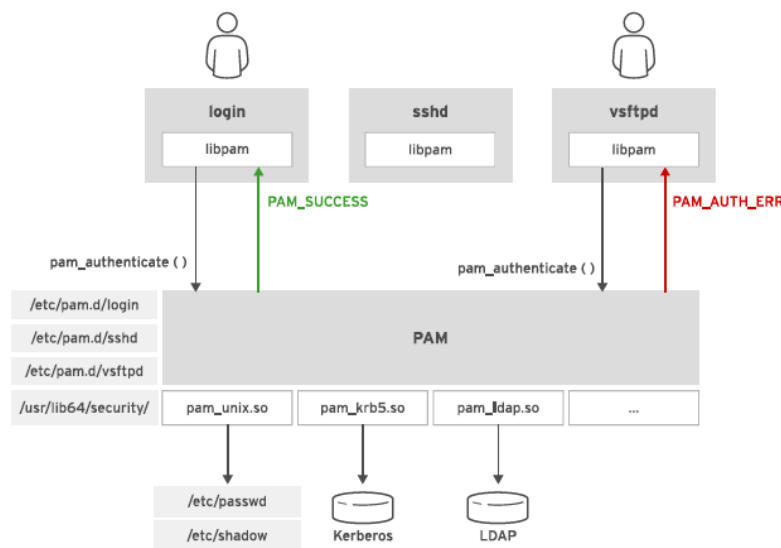 login
sshd
vsftpd
libpam
libpam
libpam
PAM_SUCCESS
PAM_AUTH_ERR
pam_authenticate ( )
pam_authenticate ( )
/etc/pam.d/login
/etc/pam.d/sshd
PAM
/etc/pam.d/vsftpd
/usr/lib64/security/
pam_unix.so
pam_krb5.so
pam_ldap.so
...
/etc/passwd
/etc/shadow
Kerberos
LDAP